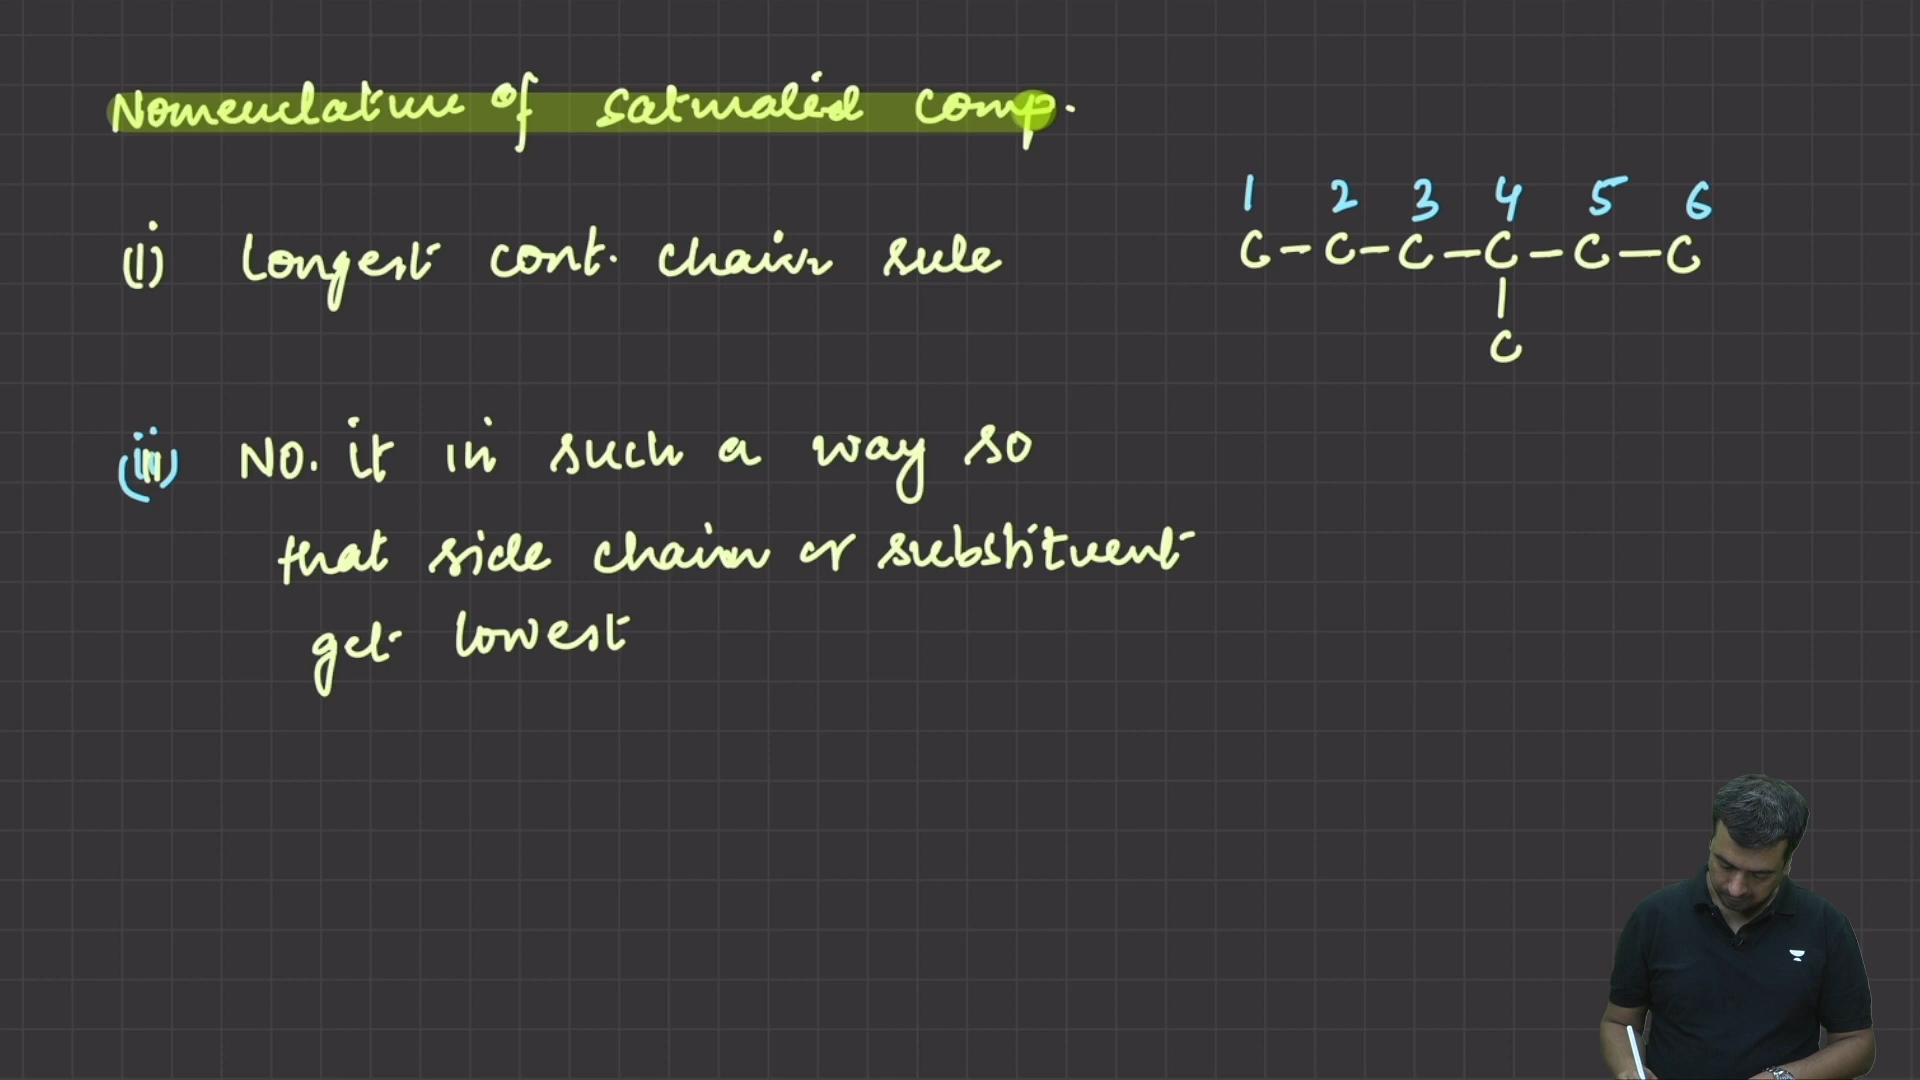 Nomenclature of saturated comp.
(i) Longest cont. chain rule
1 2 3 4 5 6
C-C-C-C-C-C
|
C
(ii) NO. it in such a way so
that side chain or substituent
get lowest